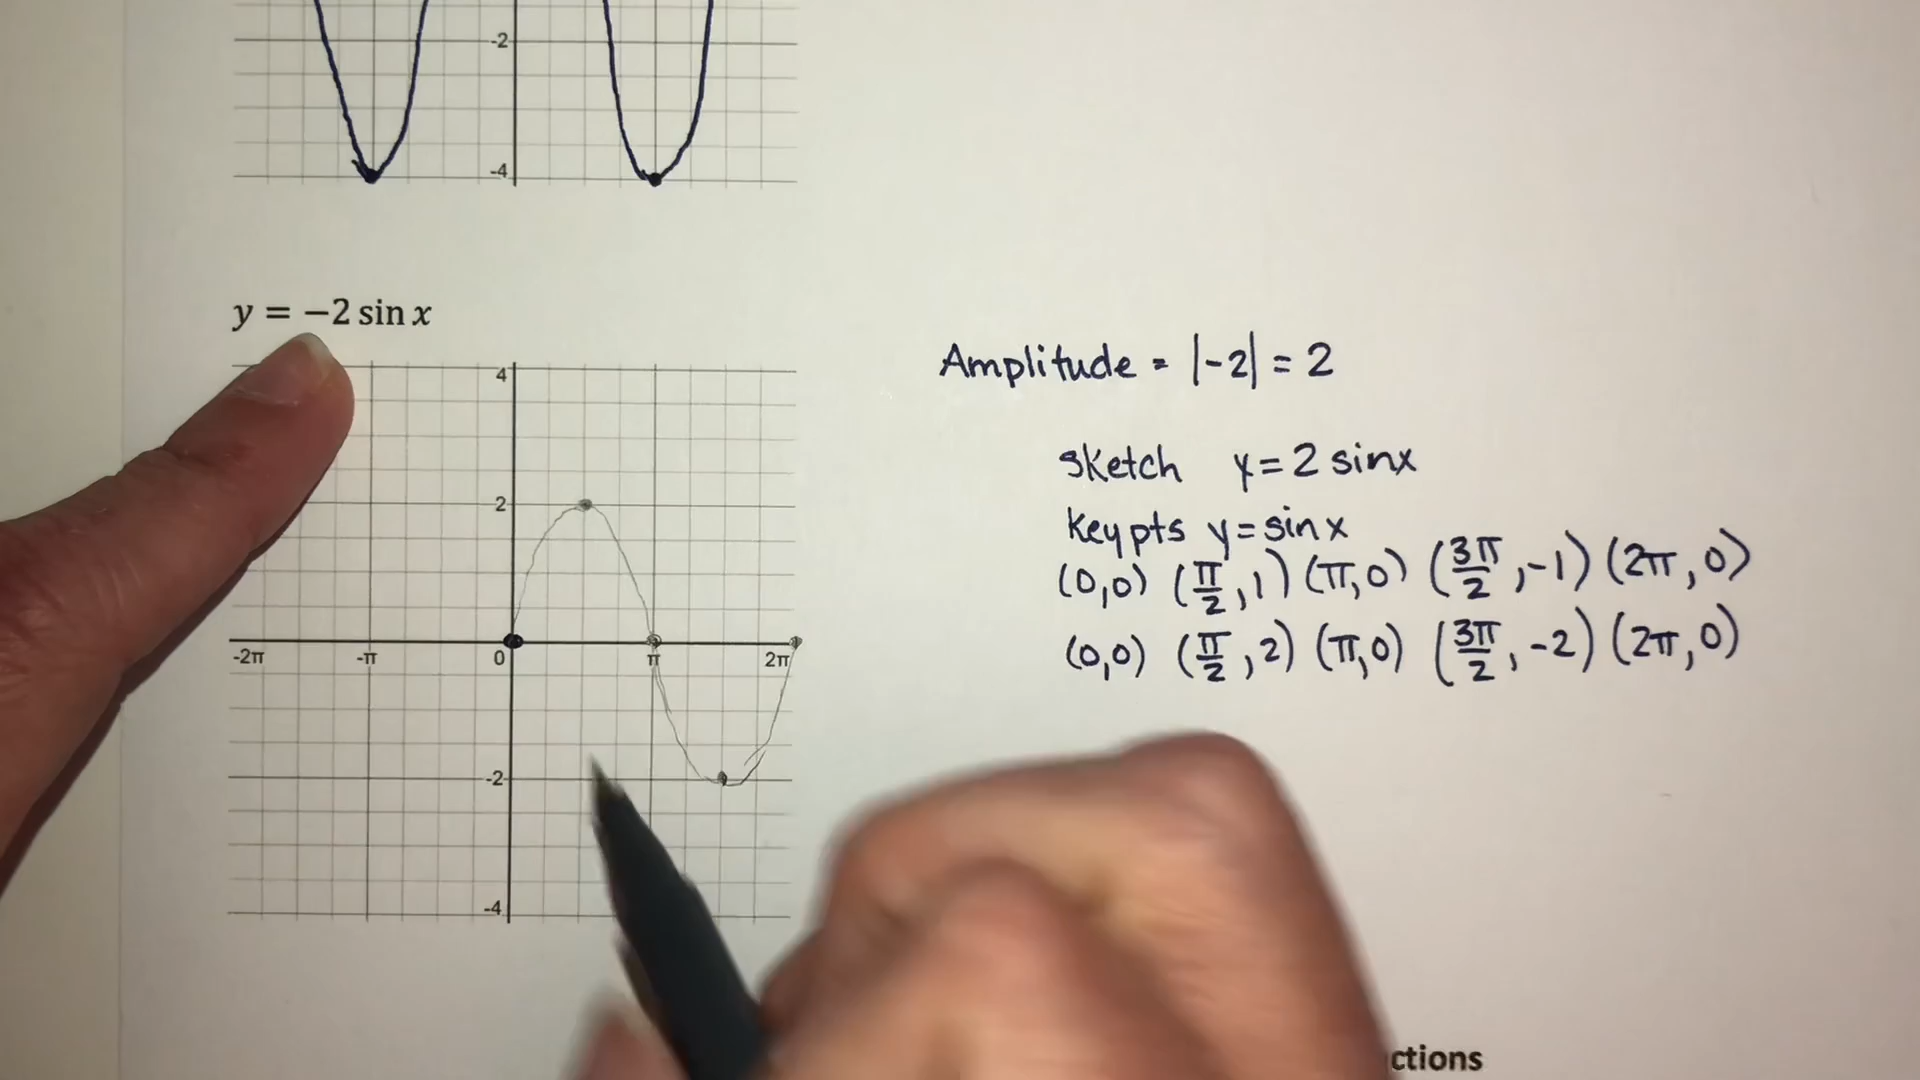 -2
-4
y = −2 sin x
4
2
-2π -π 0 π 2π
-2
-4
Amplitude = |-2| = 2
sketch y = 2 sinx
Key pts y = sin x
(0,0) (π/2, 1) (π,0) (3π/2, -1) (2π, 0)
(0,0) (π/2, 2) (π,0) (3π/2, -2) (2π, 0)
ctions